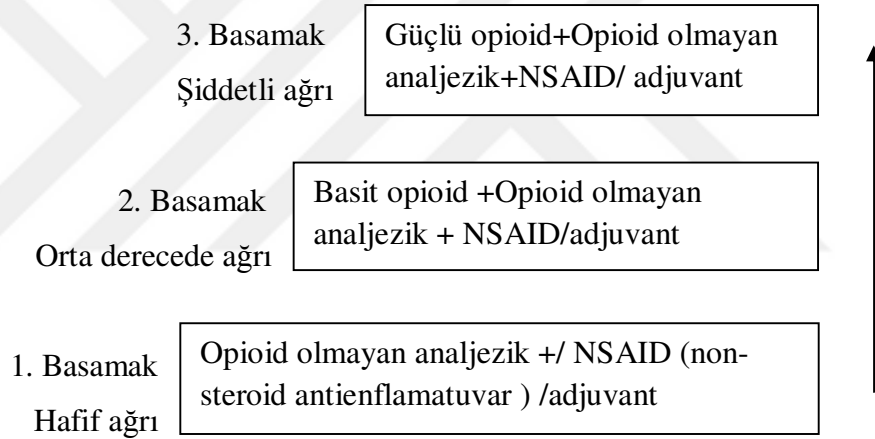 3. Basamak
Şiddetli ağrı
Güçlü opioid+Opioid olmayan
analjezik+NSAID/ adjuvant
2. Basamak
Orta derecede ağrı
Basit opioid +Opioid olmayan
analjezik + NSAID/adjuvant
1. Basamak
Hafif ağrı
Opioid olmayan analjezik +/ NSAID (non-
steroid antienflamatuvar ) /adjuvant